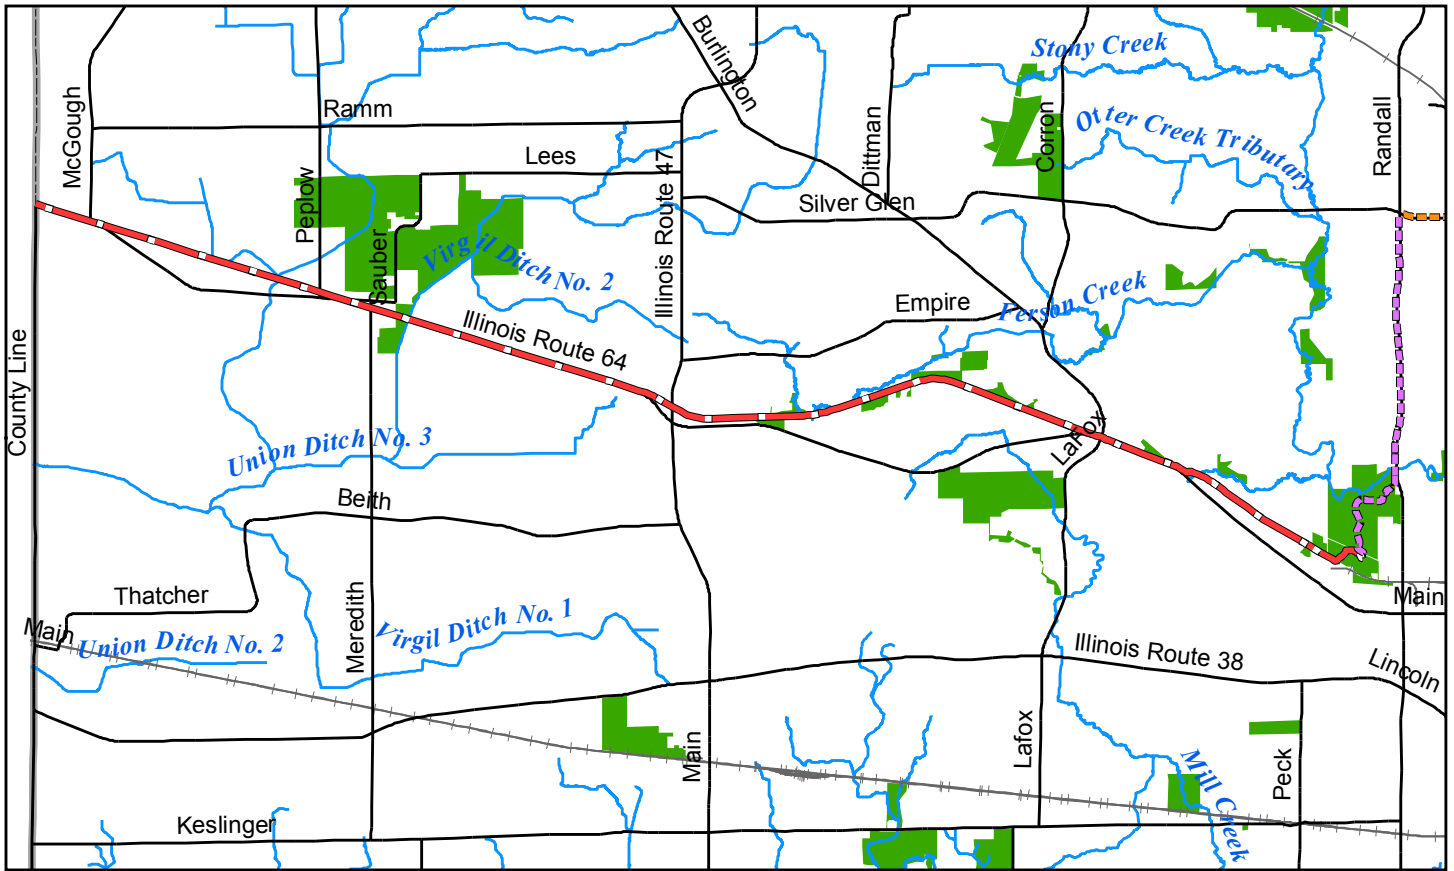 Burlington
Stony Creek
McGough
Ramm
Otter Creek Tributary
Dittman
Corron
Randall
Lees
Peplow
Illinois Route 47
Silver Glen
Sauber
Virgil Ditch No. 2
Empire
Ferson Creek
Illinois Route 64
County Line
LaFox
Union Ditch No. 3
Beith
Thatcher
Main
Meredith
Main
Union Ditch No. 2
Virgil Ditch No. 1
Illinois Route 38
Lincoln
Main
Lafox
Peck
Mill Creek
Keslinger